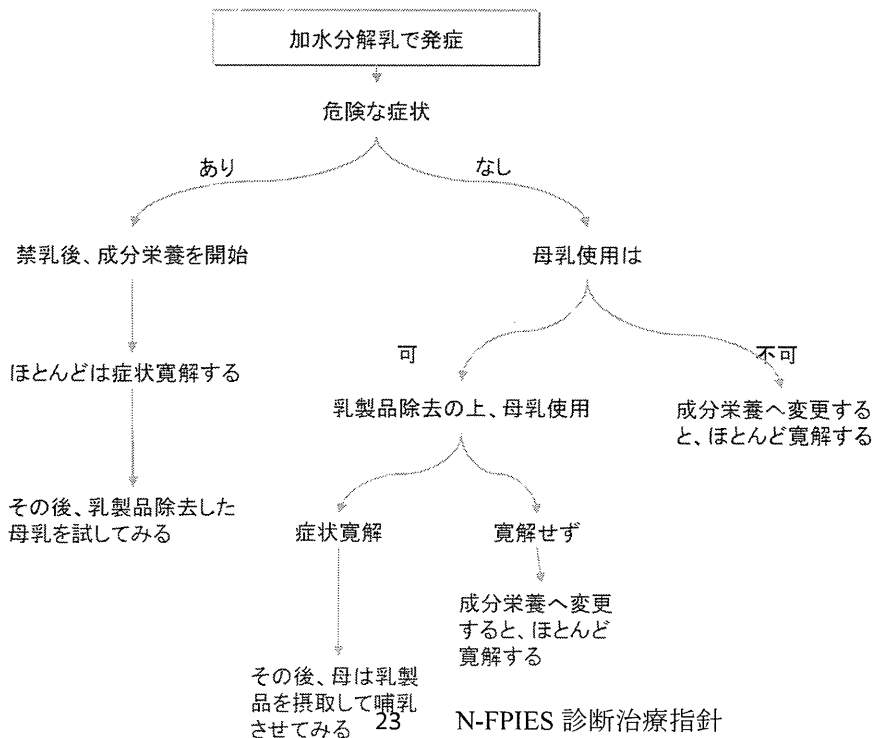 加水分解乳で発症
危険な症状
あり
なし
禁乳後、成分栄養を開始
母乳使用は
ほとんどは症状寛解する
可
不可
乳製品除去の上、母乳使用
成分栄養へ変更する
と、ほとんど寛解する
その後、乳製品除去した
母乳を試してみる
症状寛解
寛解せず
成分栄養へ変更
すると、ほとんど
寛解する
その後、母は乳製
品を摂取して哺乳
させてみる
23
N-FPIES 診断治療指針